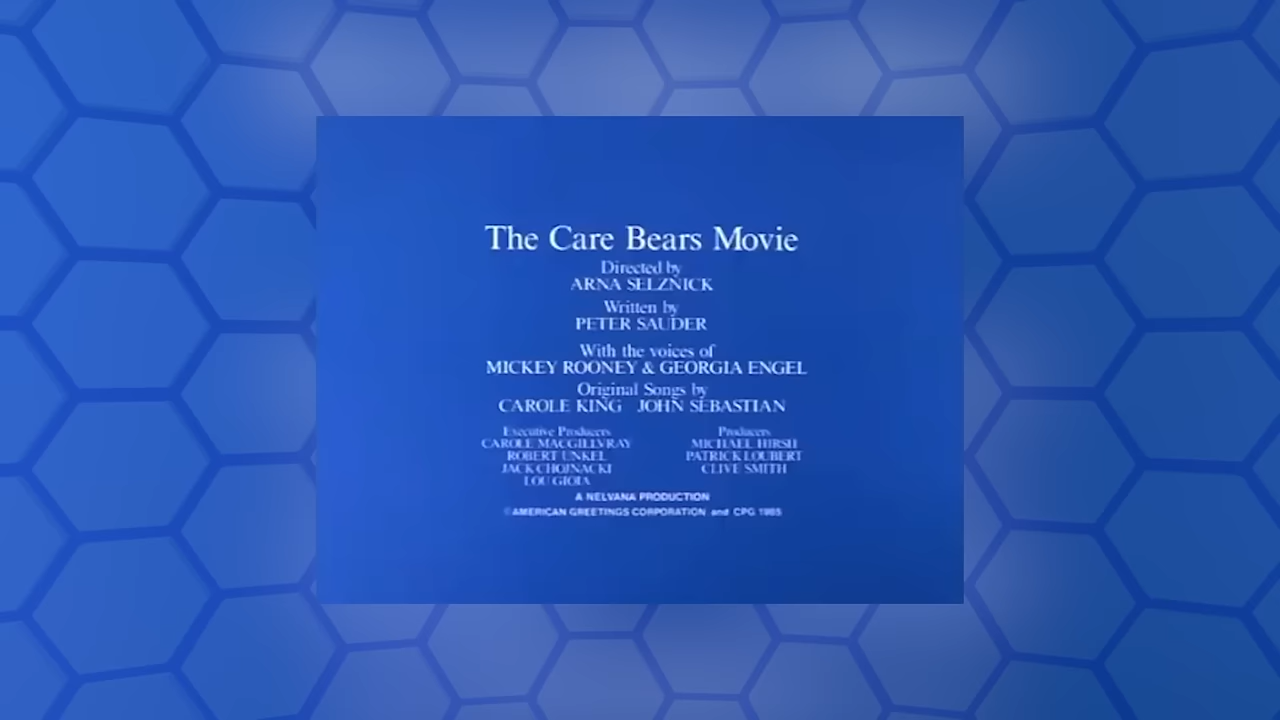 The Care Bears Movie
Directed by
ARNA SELZNICK
Written by
PETER SAUDER
With the voices of
MICKEY ROONEY & GEORGIA ENGEL
Original Songs by
CAROLE KING JOHN SEBASTIAN
Executive Producers
CAROLE MACGILLVRAY
ROBERT UNKEL
JACK CHOJNACKI
LOU GIOIA
Producers
MICHAEL HIRSH
PATRICK LOUBERT
CLIVE SMITH
A NELVANA PRODUCTION
©AMERICAN GREETINGS CORPORATION and CPG 1985